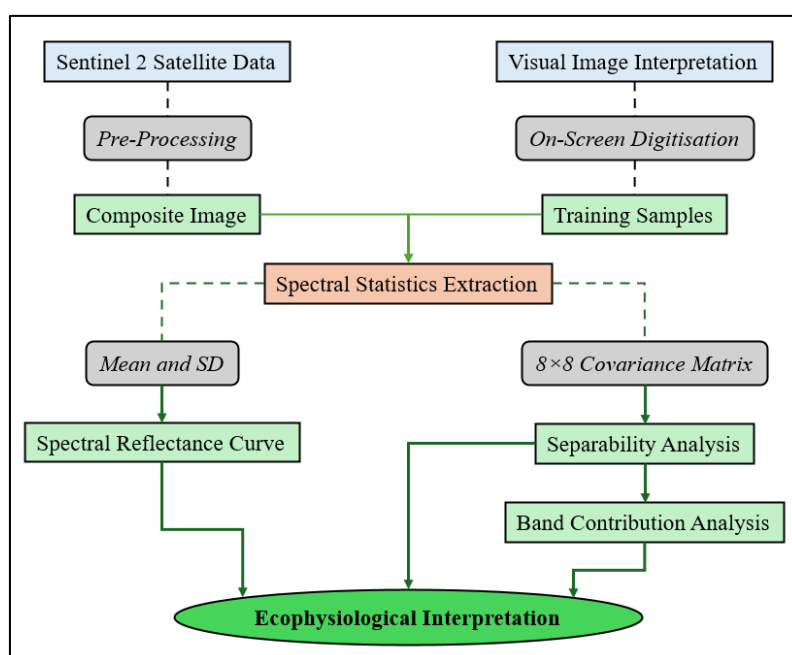 Sentinel 2 Satellite Data
Visual Image Interpretation
Pre-Processing
On-Screen Digitisation
Composite Image
Training Samples
Spectral Statistics Extraction
Mean and SD
8×8 Covariance Matrix
Spectral Reflectance Curve
Separability Analysis
Band Contribution Analysis
Ecophysiological Interpretation